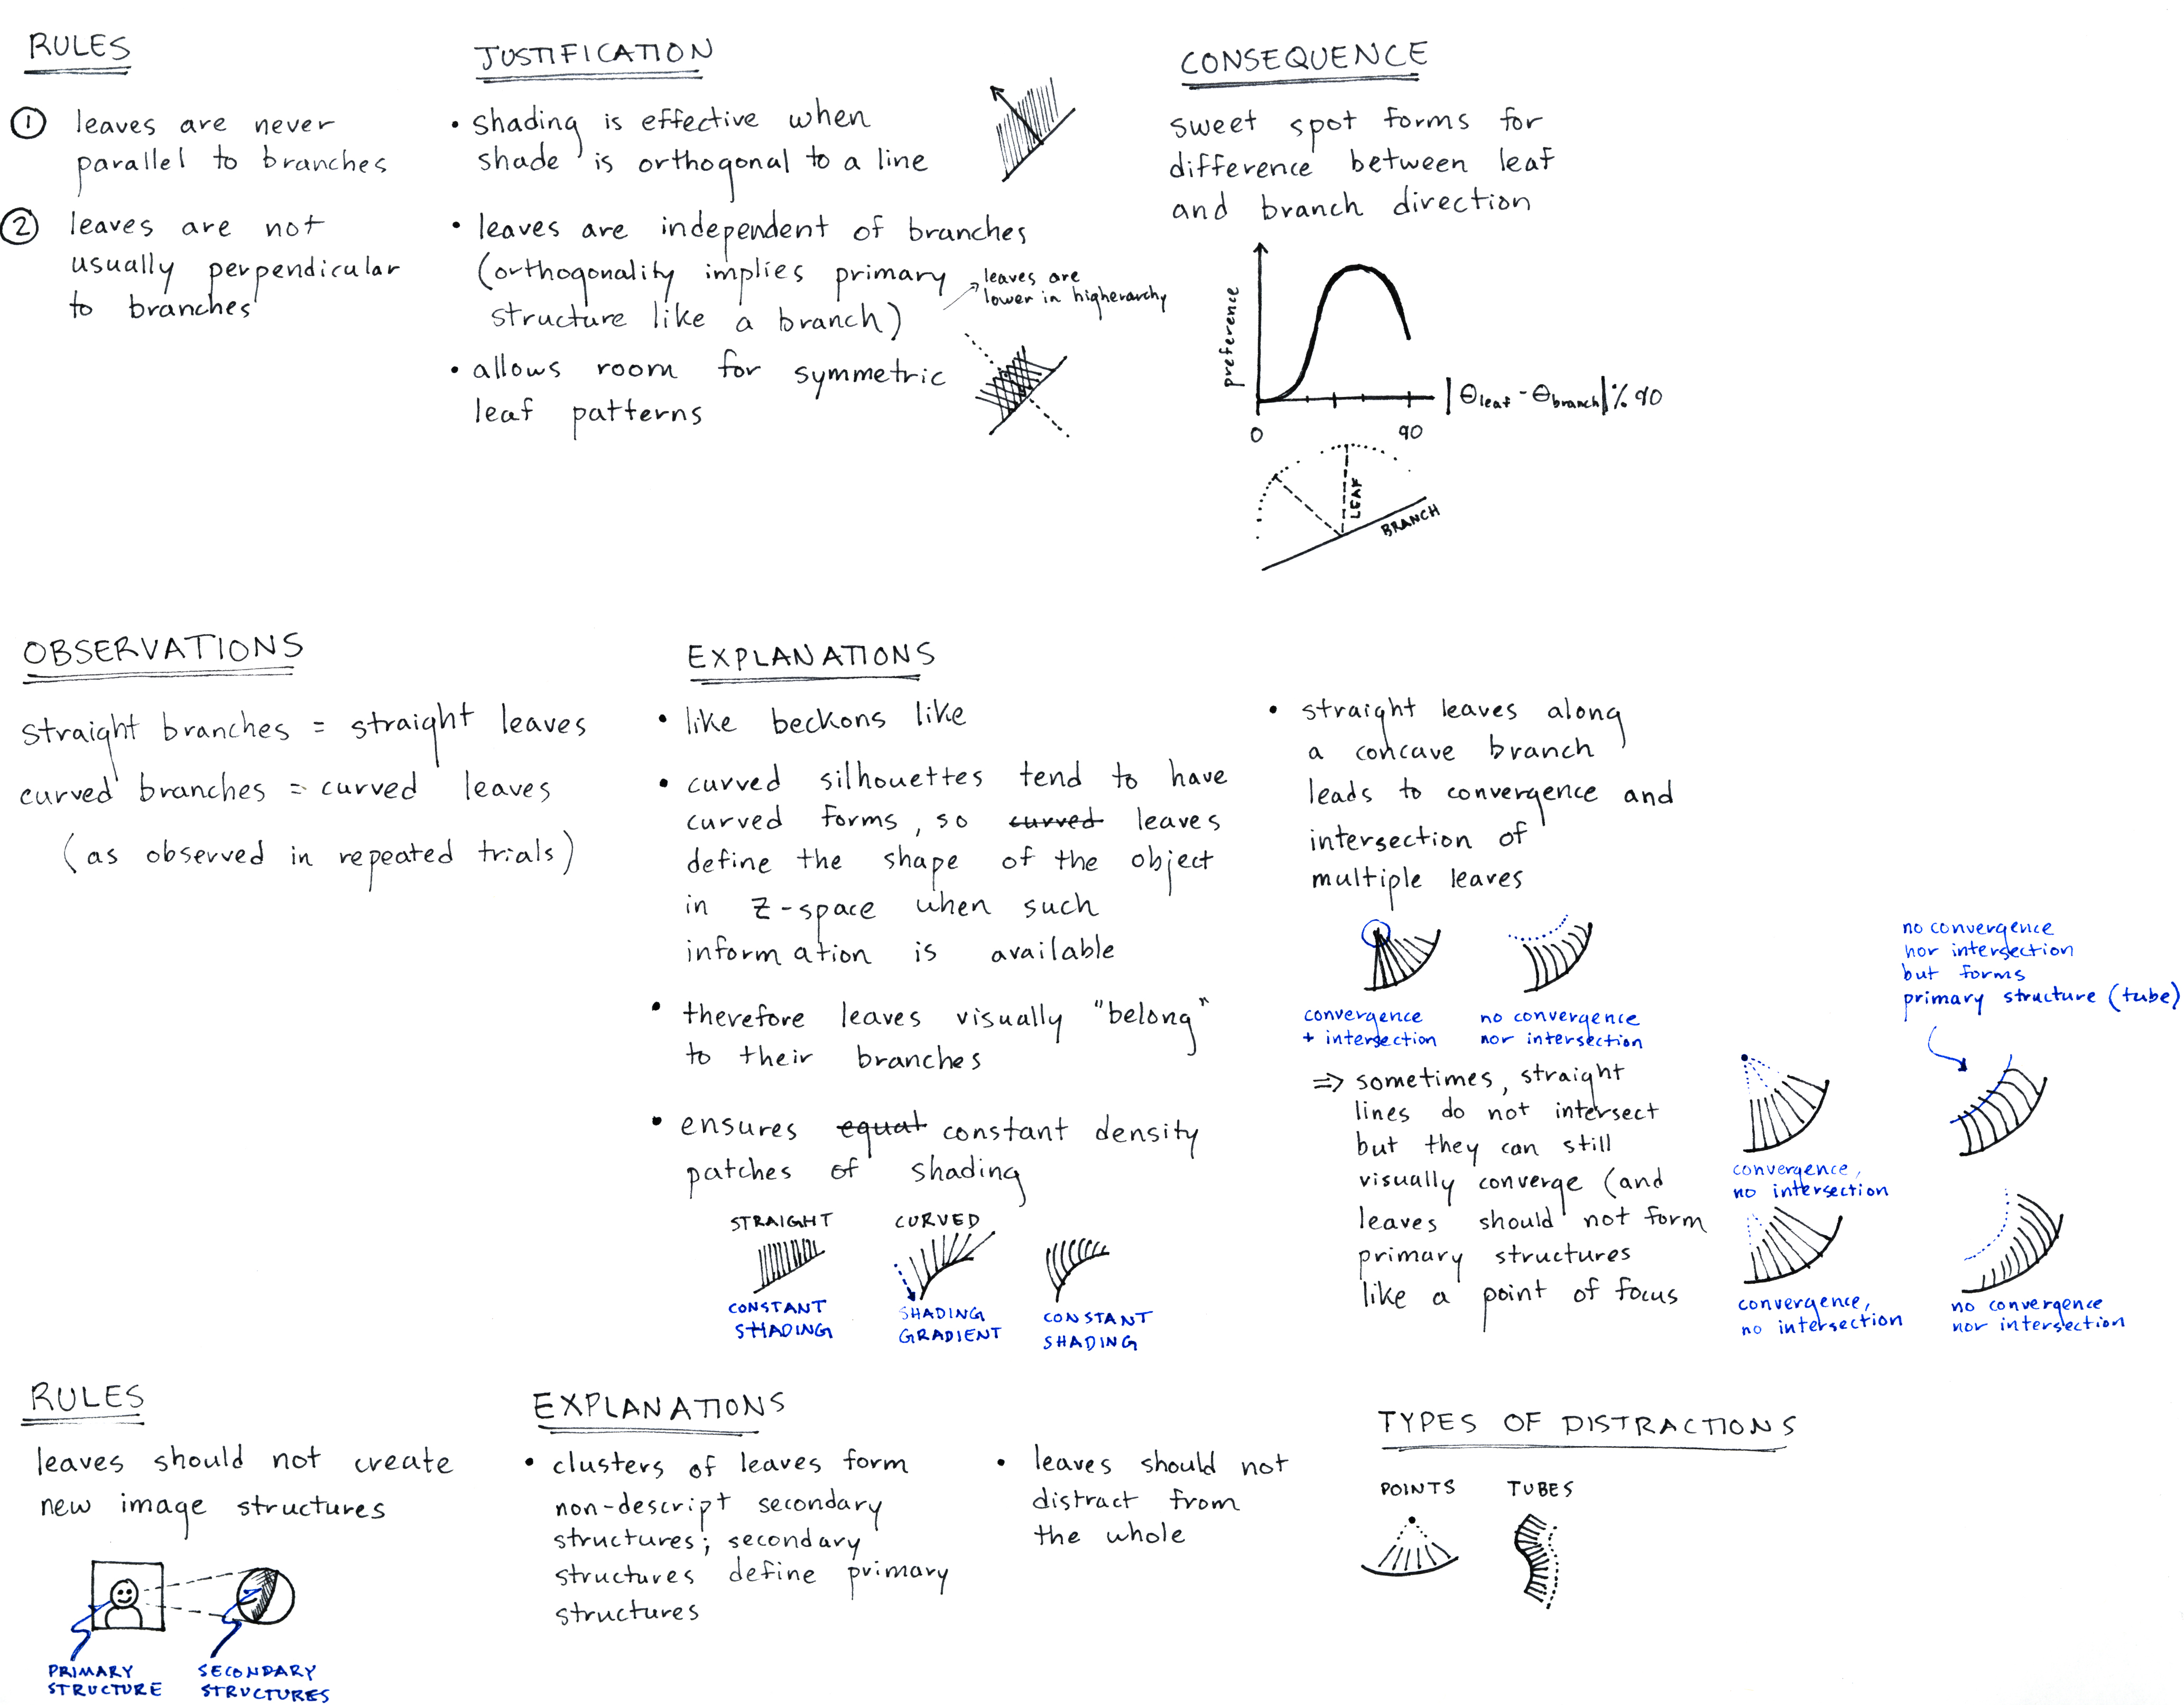 RULES
① leaves are never
parallel to branches
② leaves are not
usually perpendicular
to branches
JUSTIFICATION
• shading is effective when
shade is orthogonal to a line
• leaves are independent of branches
(orthogonality implies primary
structure like a branch)
leaves are
lower in higherarchy
• allows room for symmetric
leaf patterns
CONSEQUENCE
sweet spot forms for
difference between leaf
and branch direction
preference
|θleaf - θbranch| % 90
0 90
LEAF
BRANCH
OBSERVATIONS
straight branches = straight leaves
curved branches = curved leaves
(as observed in repeated trials)
EXPLANATIONS
• like beckons like
• curved silhouettes tend to have
curved forms, so curved leaves
define the shape of the object
in z-space when such
information is available
• therefore leaves visually "belong"
to their branches
• ensures equal constant density
patches of shading
STRAIGHT CURVED
CONSTANT
SHADING
SHADING
GRADIENT
CONSTANT
SHADING
• straight leaves along
a concave branch
leads to convergence and
intersection of
multiple leaves
convergence
+ intersection
no convergence
nor intersection
⇒ sometimes, straight
lines do not intersect
but they can still
visually converge (and
leaves should not form
primary structures
like a point of focus
no convergence
nor intersection
but forms
primary structure (tube)
convergence,
no intersection
convergence,
no intersection
no convergence
nor intersection
RULES
leaves should not create
new image structures
PRIMARY
STRUCTURE
SECONDARY
STRUCTURES
EXPLANATIONS
• clusters of leaves form
non-descript secondary
structures; secondary
structures define primary
structures
• leaves should not
distract from
the whole
TYPES OF DISTRACTIONS
POINTS TUBES